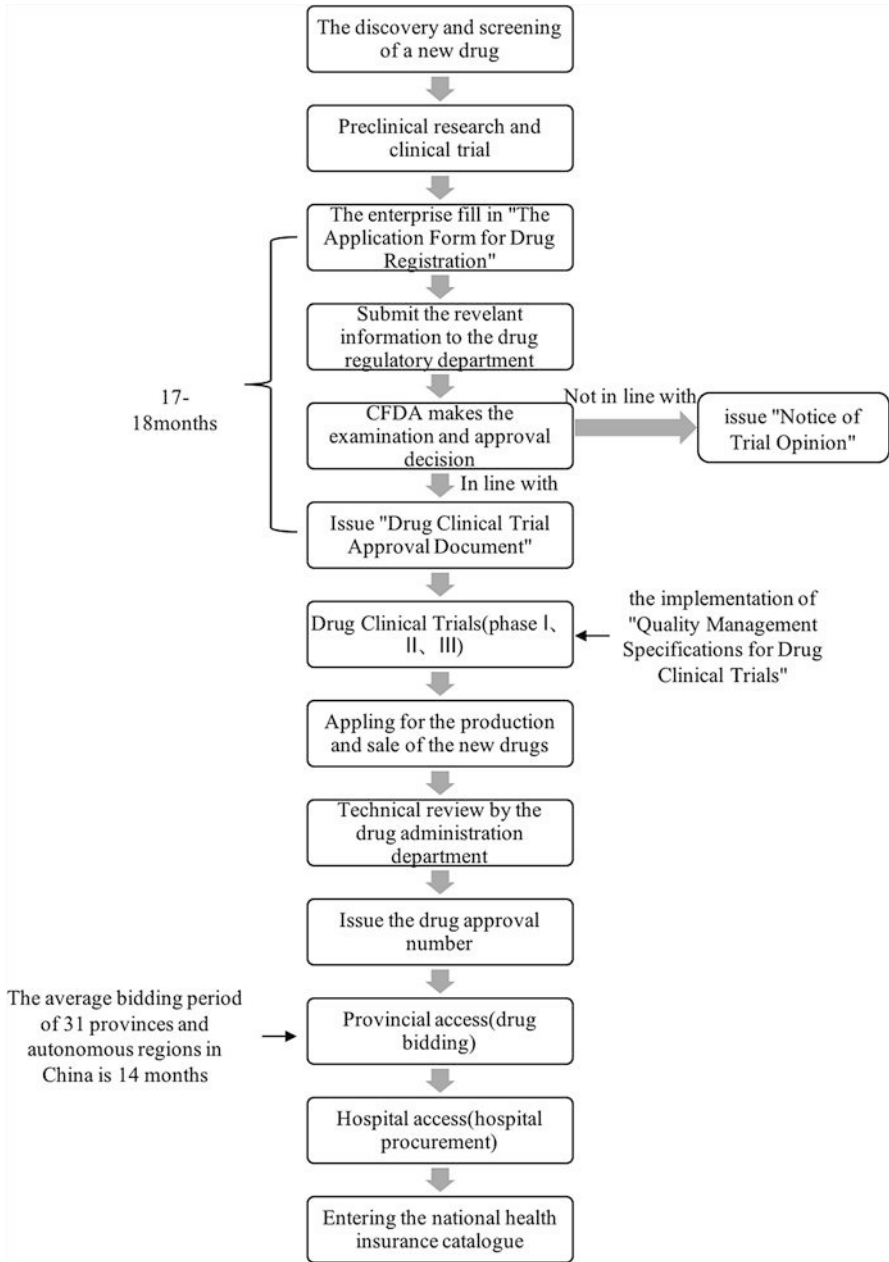 The discovery and screening
of a new drug
Preclinical research and
clinical trial
The enterprise fill in "The
Application Form for Drug
Registration"
Submit the revelant
information to the drug
regulatory department
17-
18months
CFDA makes the
examination and approval
decision
Not in line with
issue "Notice of
Trial Opinion"
In line with
Issue "Drug Clinical Trial
Approval Document"
Drug Clinical Trials(phase Ⅰ、
Ⅱ、Ⅲ)
the implementation of
"Quality Management
Specifications for Drug
Clinical Trials"
Appling for the production
and sale of the new drugs
Technical review by the
drug administration
department
Issue the drug approval
number
The average bidding period
of 31 provinces and
autonomous regions in
China is 14 months
Provincial access(drug
bidding)
Hospital access(hospital
procurement)
Entering the national health
insurance catalogue